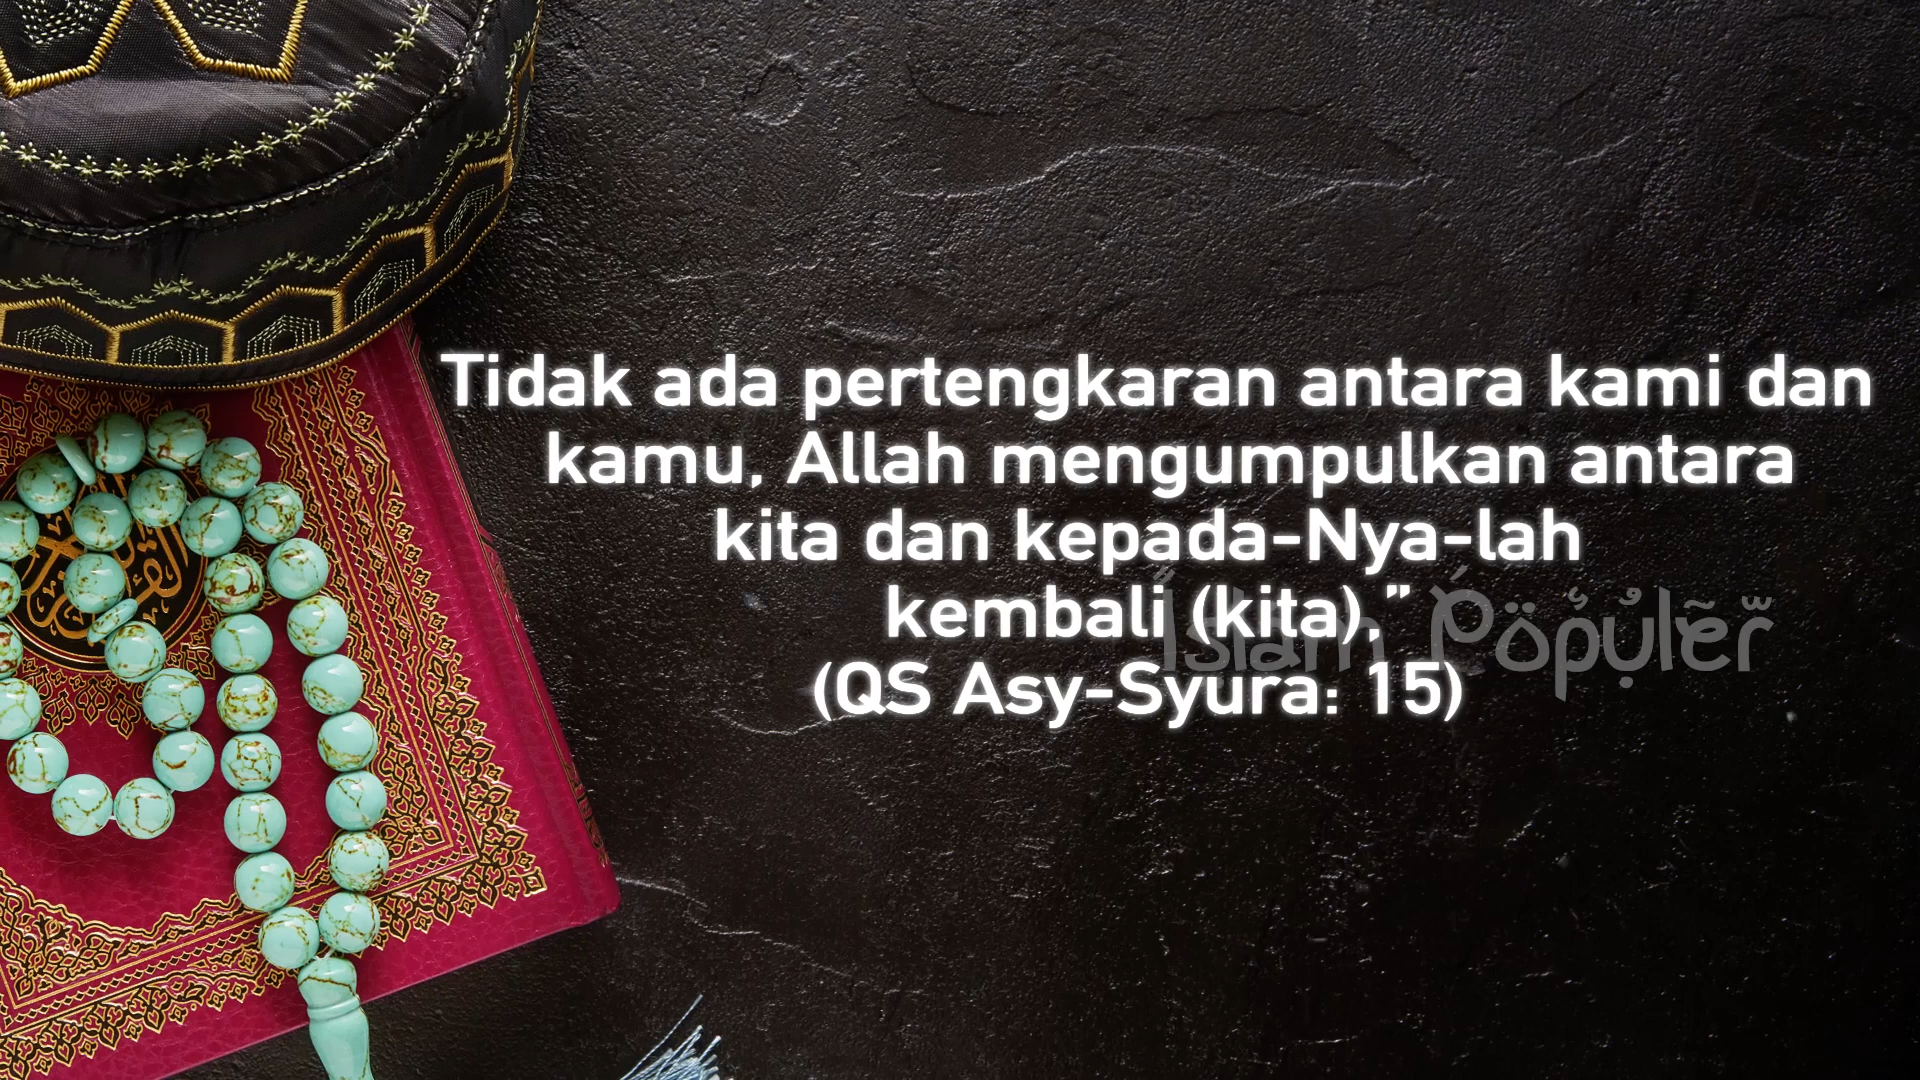 Tidak ada pertengkaran antara kami dan
kamu, Allah mengumpulkan antara
kita dan kepada-Nya-lah
kembali (kita),”
(QS Asy-Syura: 15)
Islam Populer